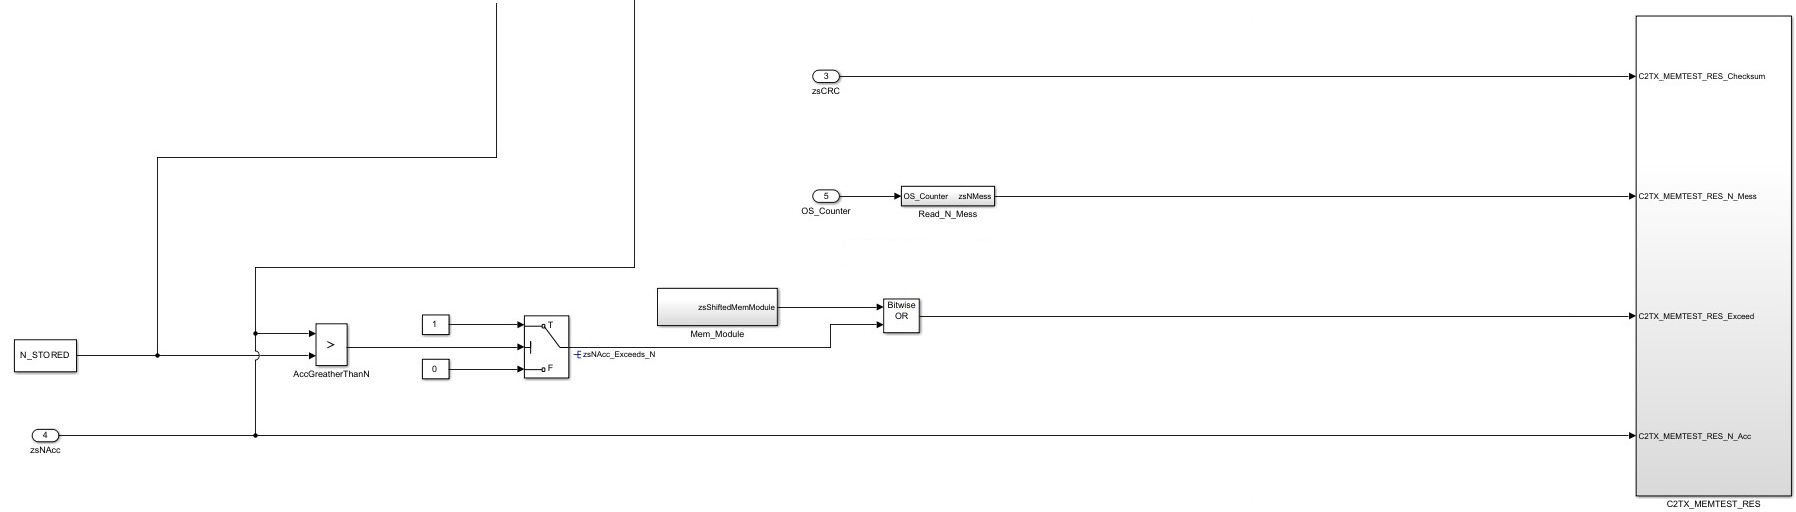 3
zsCRC
C2TX_MEMTEST_RES_Checksum
5
OS_Counter
OS_Counter zsNMess
Read_N_Mess
C2TX_MEMTEST_RES_N_Mess
zsShiftedMemModule
Mem_Module
Bitwise
OR
C2TX_MEMTEST_RES_Exceed
N_STORED
>
AccGreatherThanN
1
0
T
F
zsNAcc_Exceeds_N
4
zsNAcc
C2TX_MEMTEST_RES_N_Acc
C2TX_MEMTEST_RES